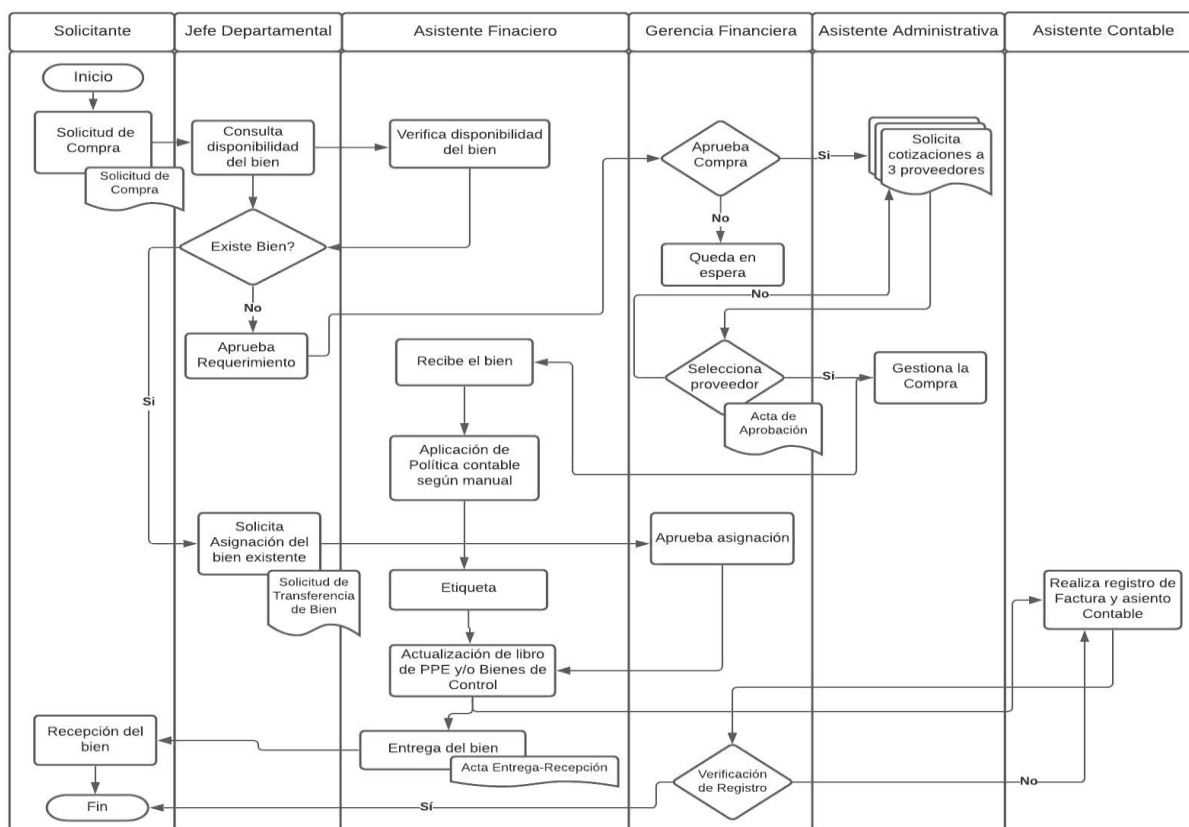 Solicitante
Jefe Departamental
Asistente Finaciero
Gerencia Financiera
Asistente Administrativa
Asistente Contable
Inicio
Solicitud de
Compra
Solicitud de
Compra
Consulta
disponibilidad
del bien
Verifica disponibilidad
del bien
Aprueba
Compra
Si
Solicita
cotizaciones a
3 proveedores
No
Queda en
espera
Existe Bien?
No
Aprueba
Requerimiento
No
Recibe el bien
Selecciona
proveedor
Si
Gestiona la
Compra
Acta de
Aprobación
Si
Aplicación de
Política contable
según manual
Solicita
Asignación del
bien existente
Solicitud de
Transferencia
de Bien
Aprueba asignación
Etiqueta
Realiza registro de
Factura y asiento
Contable
Actualización de libro
de PPE y/o Bienes de
Control
Recepción del
bien
Entrega del bien
Acta Entrega-Recepción
Verificación
de Registro
No
Sí
Fin